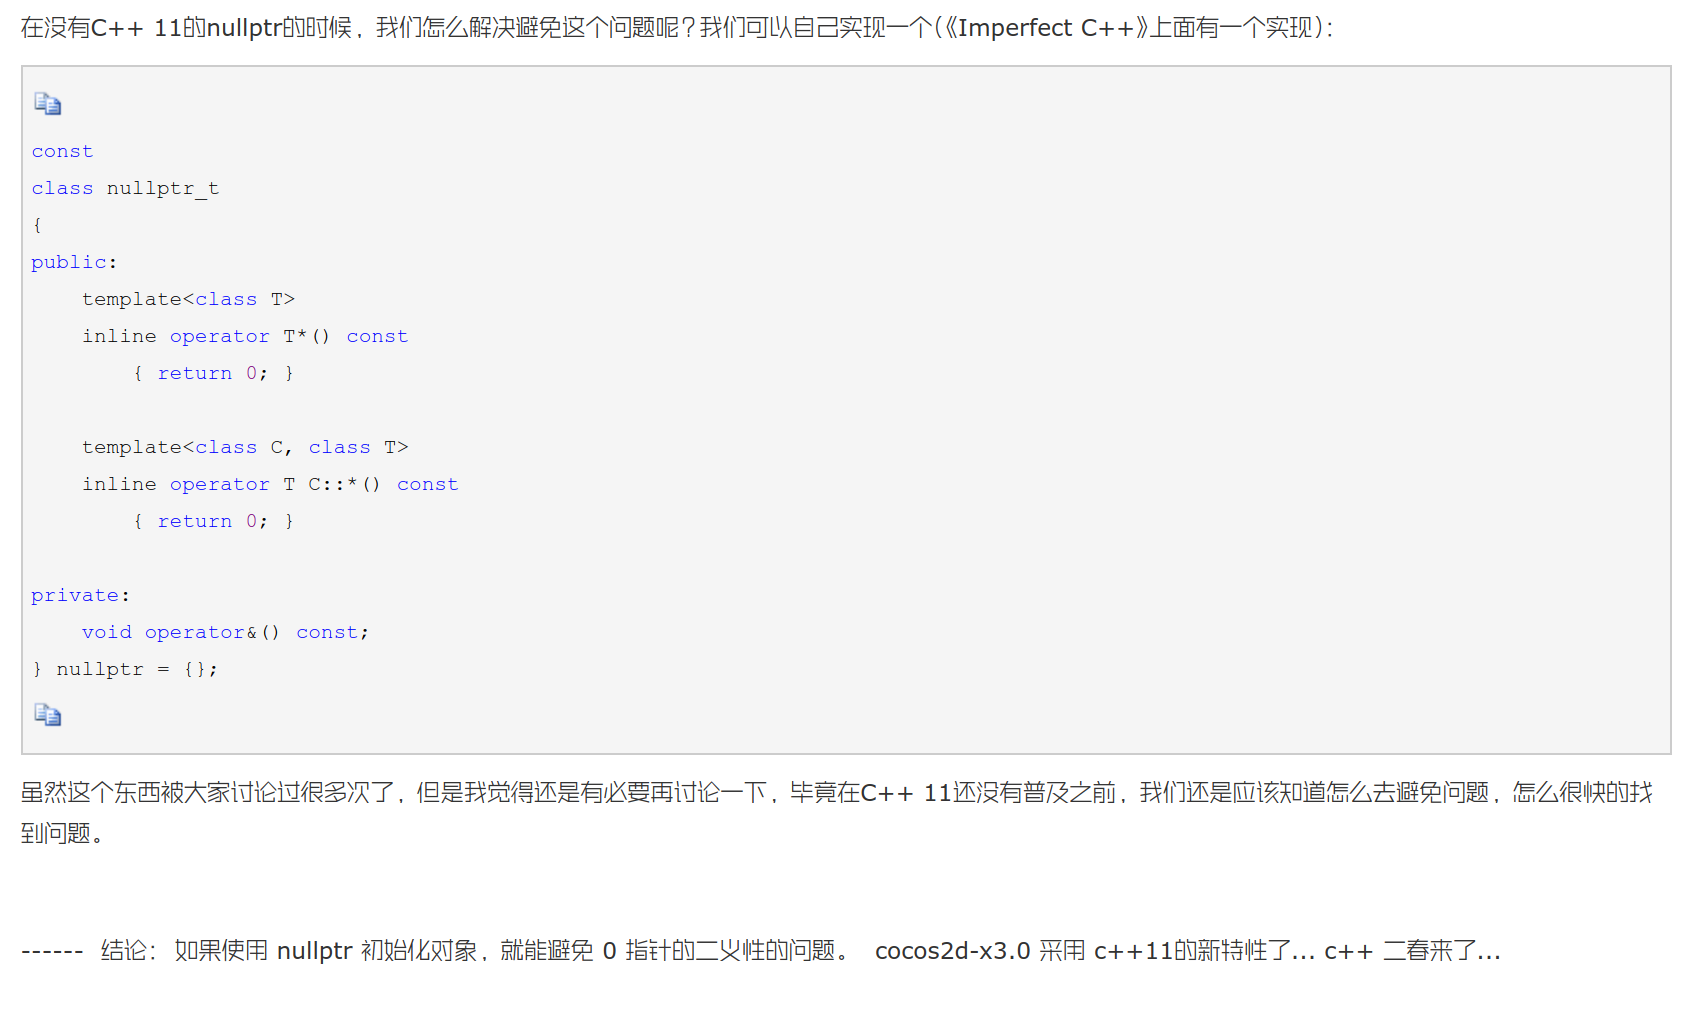 在没有C++ 11的nullptr的时候，我们怎么解决避免这个问题呢？我们可以自己实现一个(《Imperfect C++》上面有一个实现)：
const
class nullptr_t
{
public:
    template<class T>
    inline operator T*() const
        { return 0; }
    template<class C, class T>
    inline operator T C::*() const
        { return 0; }
private:
    void operator&() const;
} nullptr = {};
虽然这个东西被大家讨论过很多次了，但是我觉得还是有必要再讨论一下，毕竟在C++ 11还没有普及之前，我们还是应该知道怎么去避免问题，怎么很快的找
到问题。
------  结论： 如果使用 nullptr 初始化对象，就能避免 0 指针的二义性的问题。  cocos2d-x3.0 采用 c++11的新特性了... c++ 二春来了...